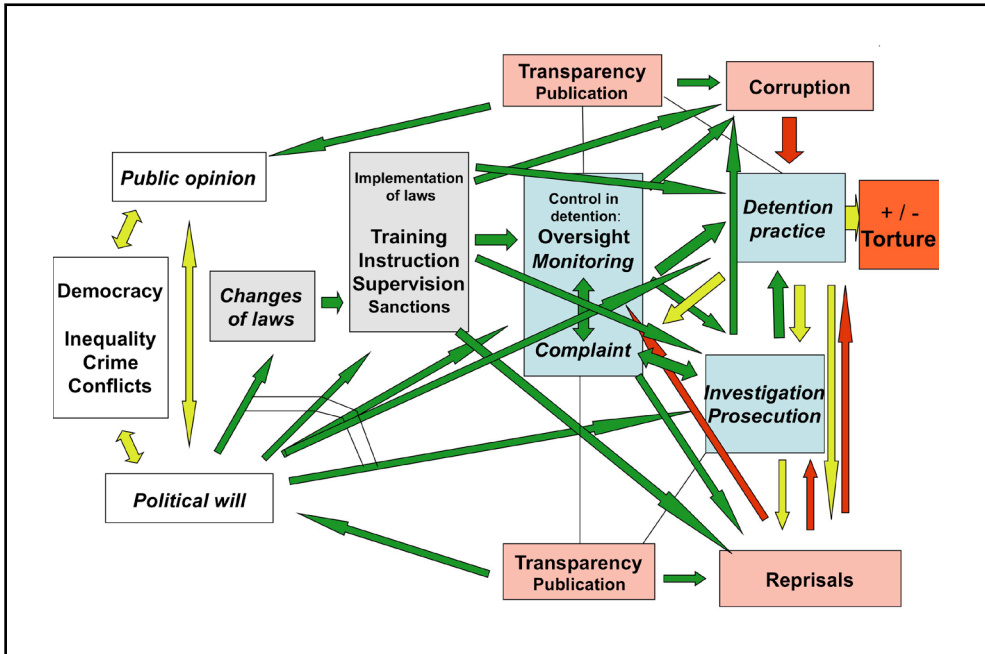 Transparency
Publication
Corruption
Public opinion
Implementation
of laws
Training
Instruction
Supervision
Sanctions
Control in
detention:
Oversight
Monitoring
Complaint
Detention
practice
+ / -
Torture
Democracy
Inequality
Crime
Conflicts
Changes
of laws
Investigation
Prosecution
Political will
Transparency
Publication
Reprisals